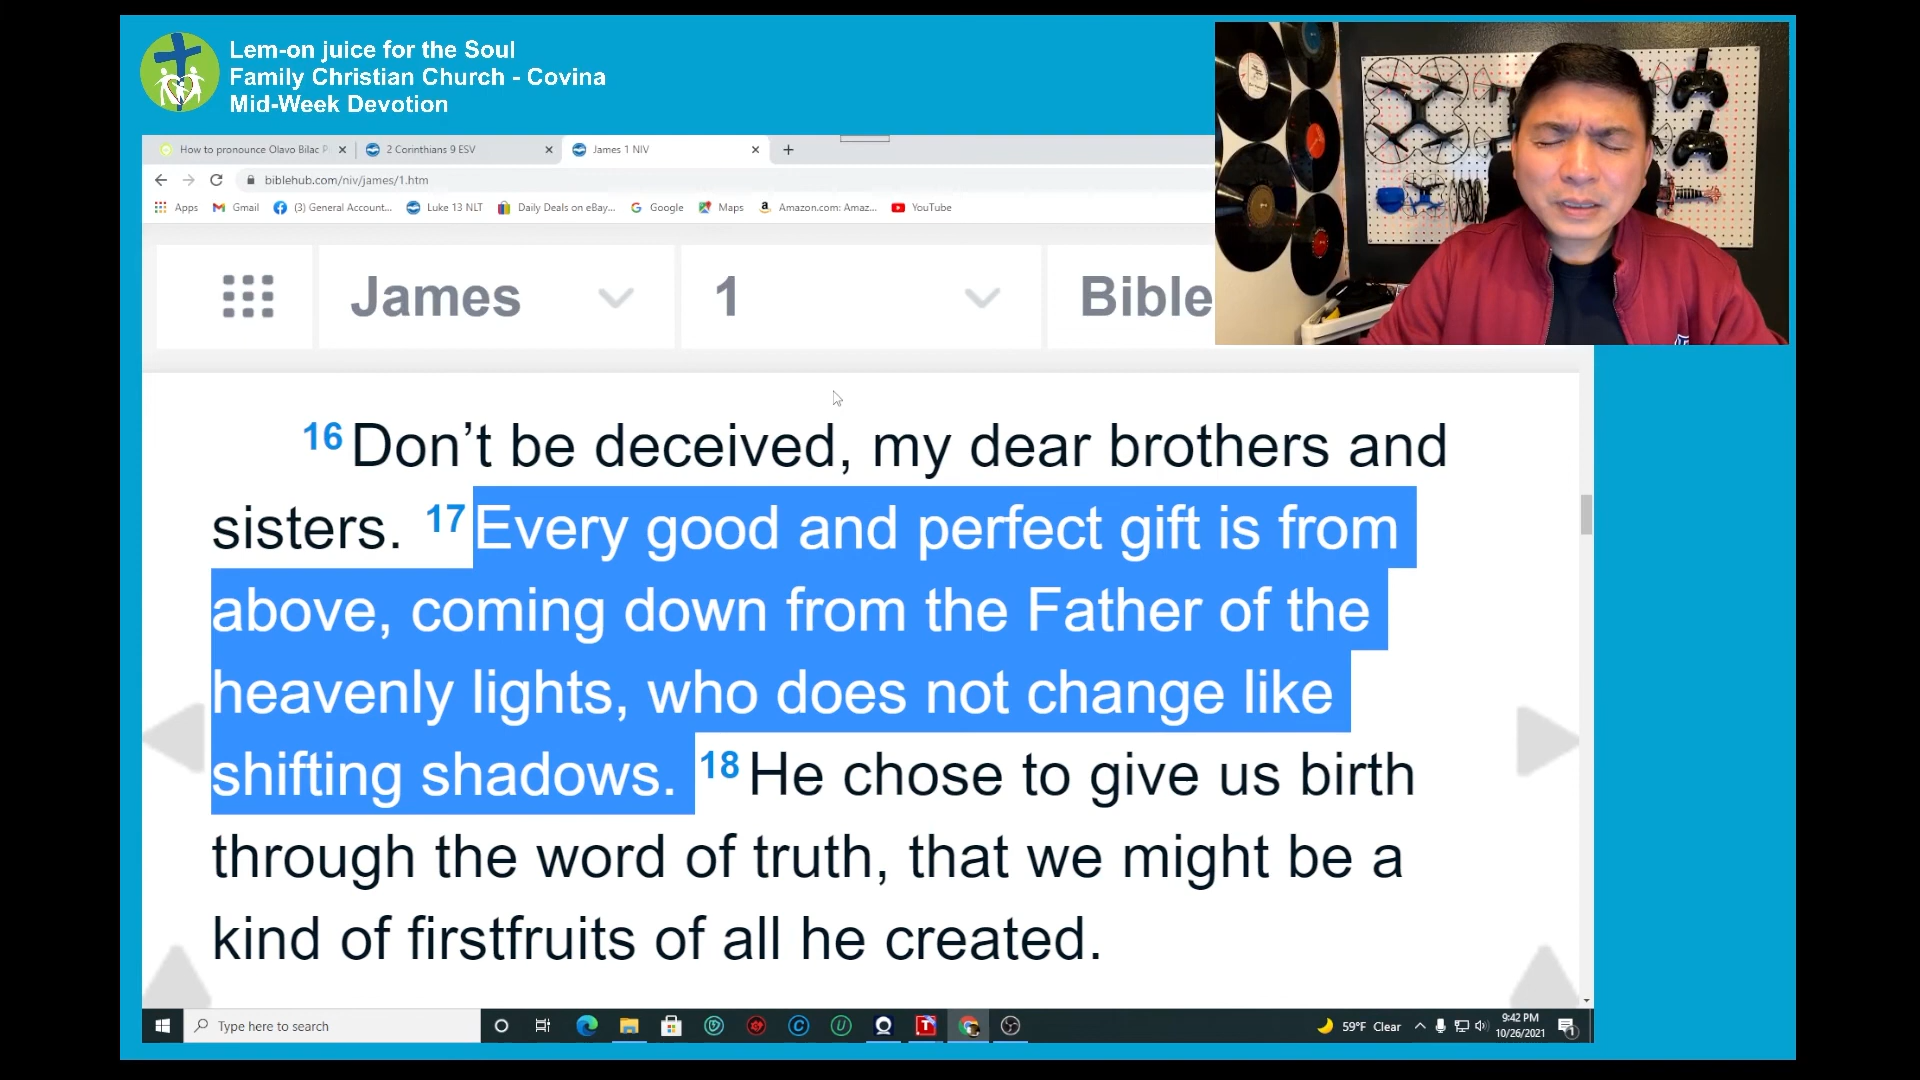 Lem-on juice for the Soul
Family Christian Church - Covina
Mid-Week Devotion
How to pronounce Olavo Bilac P
2 Corinthians 9 ESV
James 1 NIV
biblehub.com/niv/james/1.htm
Apps Gmail (3) General Account... Luke 13 NLT Daily Deals on eBay... Google Maps Amazon.com: Amaz... YouTube
James 1 Bible
16 Don’t be deceived, my dear brothers and
sisters. 17 Every good and perfect gift is from
above, coming down from the Father of the
heavenly lights, who does not change like
shifting shadows. 18 He chose to give us birth
through the word of truth, that we might be a
kind of firstfruits of all he created.
Type here to search
59°F Clear
9:42 PM
10/26/2021